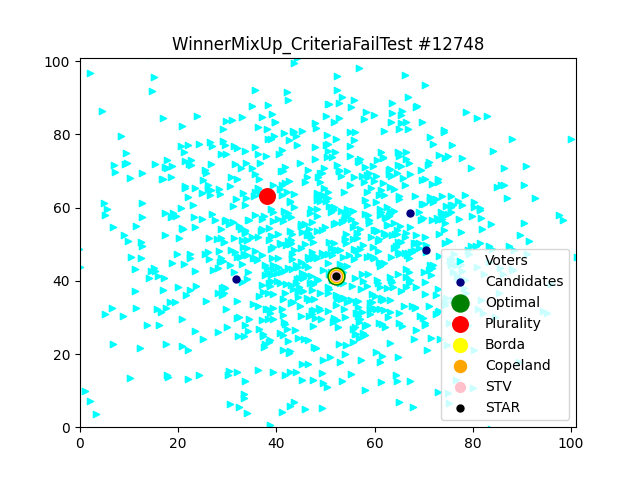 WinnerMixUp_CriteriaFailTest #12748
100
80
60
40
20
0
0
20
40
60
80
100
Voters
Candidates
Optimal
Plurality
Borda
Copeland
STV
STAR